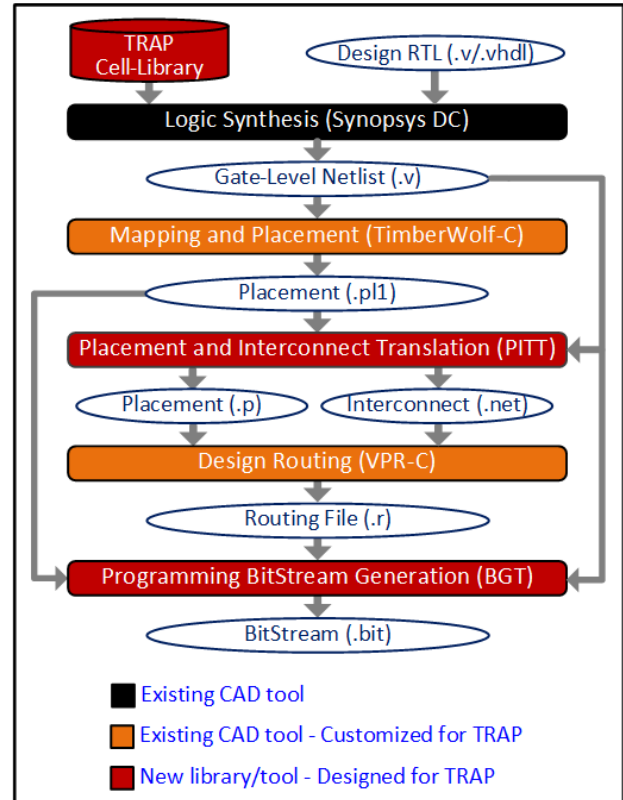 TRAP
Cell-Library
Design RTL (.v/.vhdl)
Logic Synthesis (Synopsys DC)
Gate-Level Netlist (.v)
Mapping and Placement (TimberWolf-C)
Placement (.pl1)
Placement and Interconnect Translation (PITT)
Placement (.p)
Interconnect (.net)
Design Routing (VPR-C)
Routing File (.r)
Programming BitStream Generation (BGT)
BitStream (.bit)
Existing CAD tool
Existing CAD tool - Customized for TRAP
New library/tool - Designed for TRAP